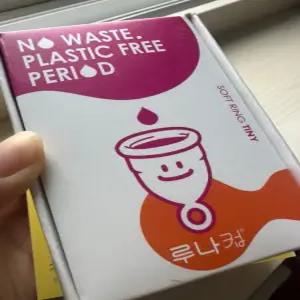 NO WASTE.
PLASTIC FREE
PERIOD
SOFT RING TINY
루나컵